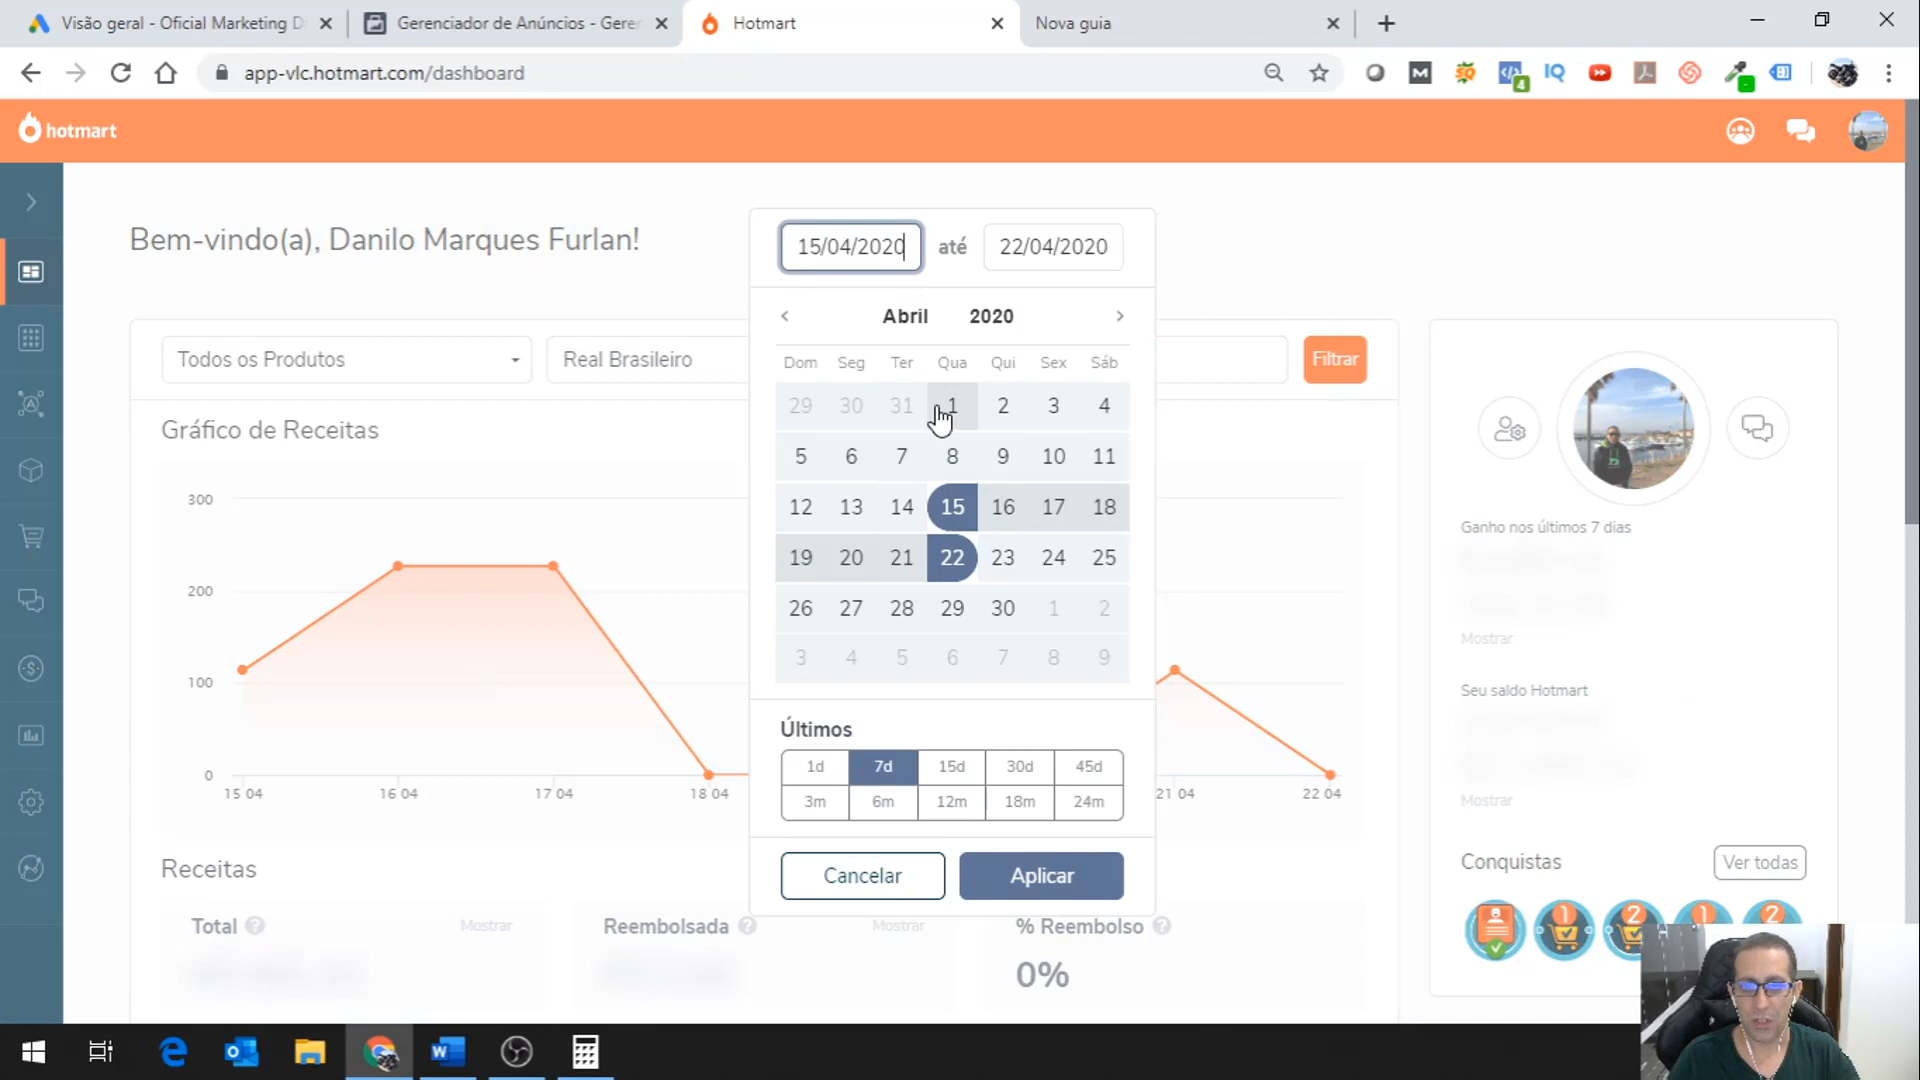 Visão geral - Oficial Marketing D
Gerenciador de Anúncios - Geren
Hotmart
Nova guia
app-vlc.hotmart.com/dashboard
hotmart
Bem-vindo(a), Danilo Marques Furlan!
15/04/2020 até 22/04/2020
Abril 2020
Dom Seg Ter Qua Qui Sex Sáb
29 30 31 1 2 3 4
5 6 7 8 9 10 11
12 13 14 15 16 17 18
19 20 21 22 23 24 25
26 27 28 29 30 1 2
3 4 5 6 7 8 9
Últimos
1d 7d 15d 30d 45d
3m 6m 12m 18m 24m
Cancelar Aplicar
Todos os Produtos
Real Brasileiro
Filtrar
Gráfico de Receitas
300
200
100
0
15 04 16 04 17 04 18 04 21 04 22 04
Receitas
Total Mostrar
Reembolsada Mostrar
% Reembolso
0%
Ganho nos últimos 7 dias
Mostrar
Seu saldo Hotmart
Mostrar
Conquistas Ver todas
1 2 1 2